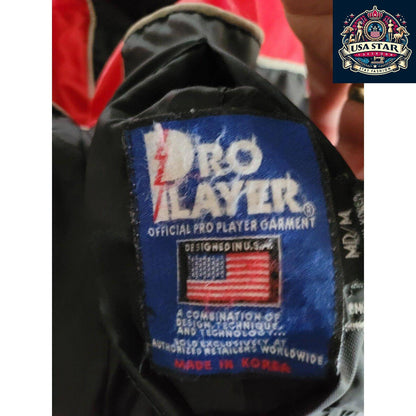 USA STAR
PRO
PLAYER®
OFFICIAL PRO PLAYER GARMENT
DESIGNED IN U.S.A
A COMBINATION OF
DESIGN, TECHNIQUE,
AND TECHNOLOGY...
SOLD EXCLUSIVELY AT
AUTHORIZED RETAILERS WORLDWIDE
MADE IN KOREA
MD/M